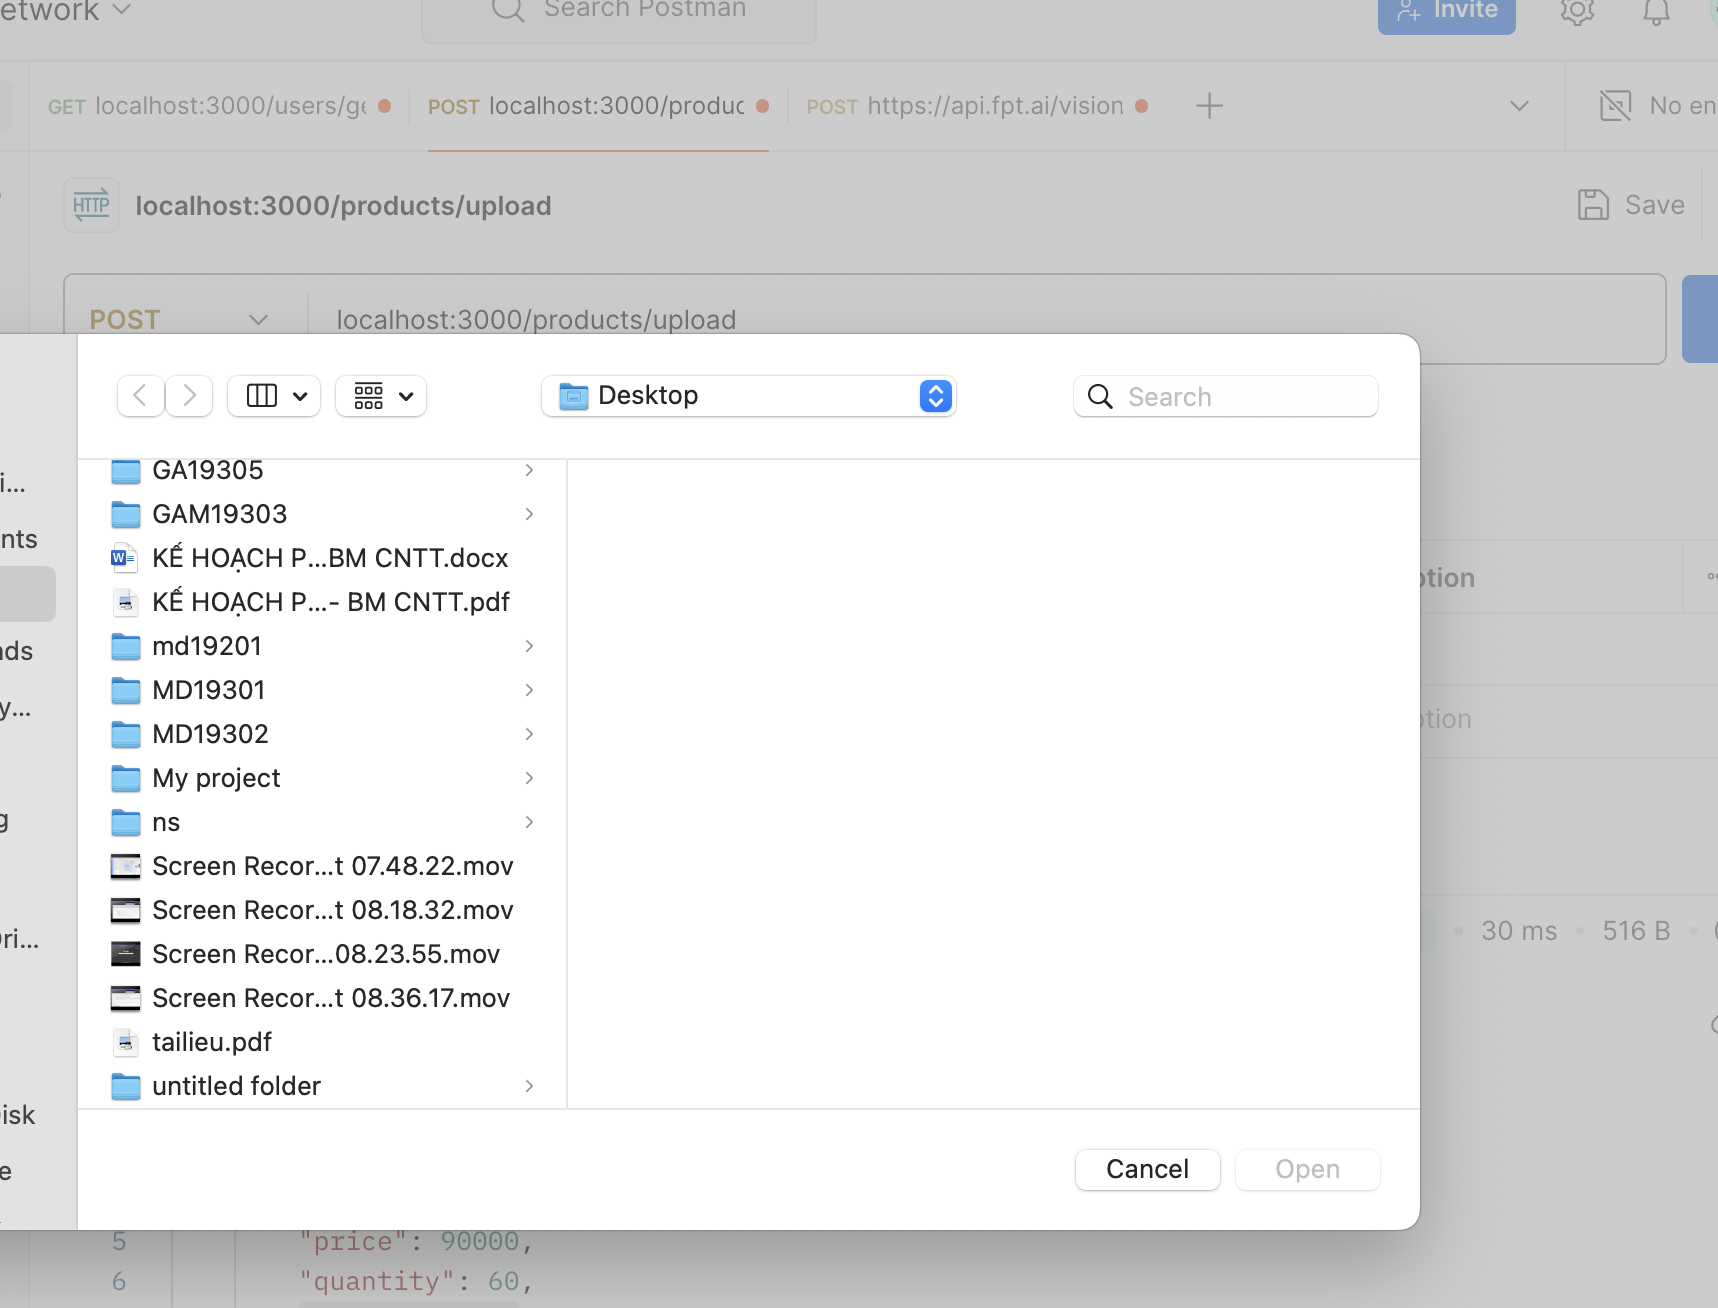 etwork
Search Postman
Invite
GET localhost:3000/users/ge
POST localhost:3000/produc
POST https://api.fpt.ai/vision
No en
HTTP
localhost:3000/products/upload
Save
POST
localhost:3000/products/upload
Desktop
Search
i...
nts
ads
y...
g
Dri...
isk
e
GA19305
GAM19303
KẾ HOẠCH P...BM CNTT.docx
KẾ HOẠCH P...- BM CNTT.pdf
md19201
MD19301
MD19302
My project
ns
Screen Recor...t 07.48.22.mov
Screen Recor...t 08.18.32.mov
Screen Recor...08.23.55.mov
Screen Recor...t 08.36.17.mov
tailieu.pdf
untitled folder
Cancel
Open
ption
ption
30 ms
516 B
5 "price": 90000,
6 "quantity": 60,